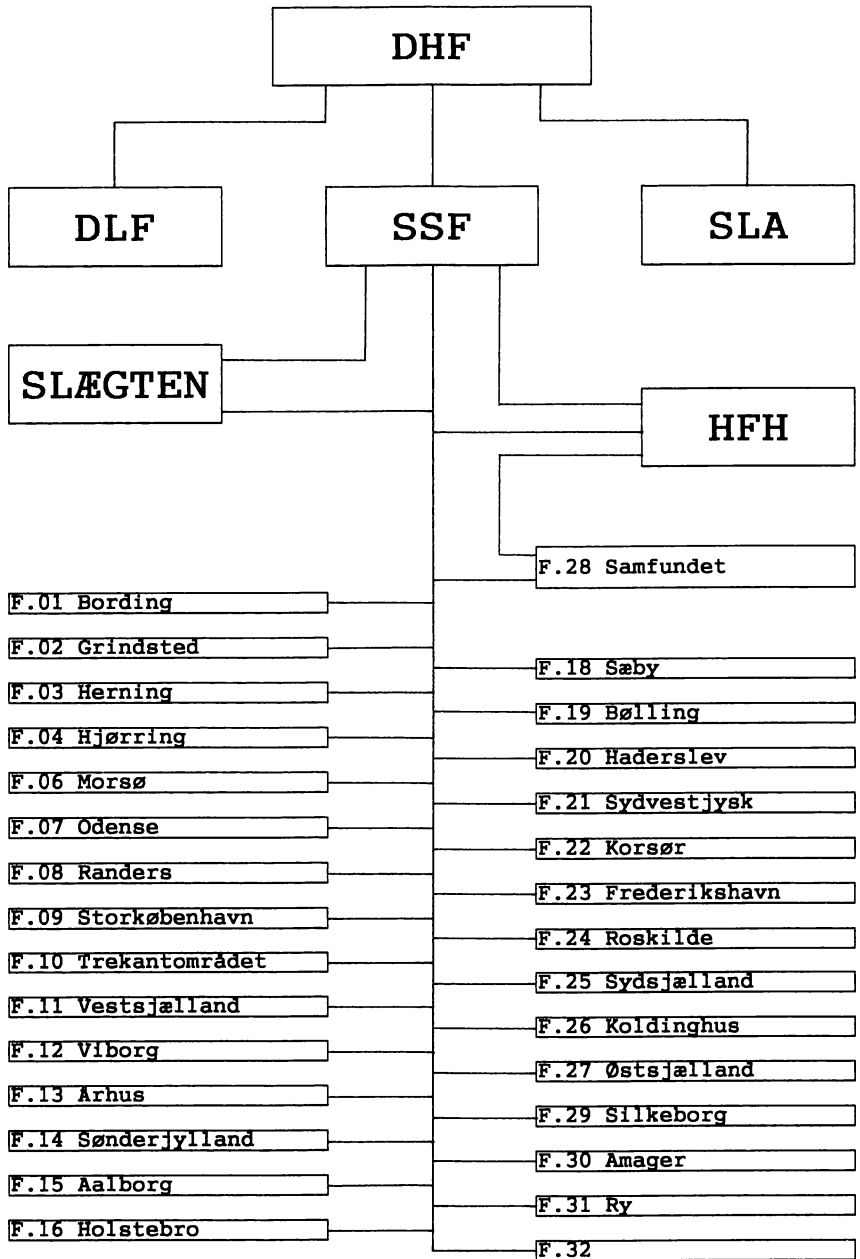 DHF
DLF
SSF
SLA
SLÆGTEN
HFH
F.28 Samfundet
F.01 Bording
F.02 Grindsted
F.03 Herning
F.04 Hjørring
F.06 Morsø
F.07 Odense
F.08 Randers
F.09 Storkøbenhavn
F.10 Trekantområdet
F.11 Vestsjælland
F.12 Viborg
F.13 Arhus
F.14 Sønderjylland
F.15 Aalborg
F.16 Holstebro
F.18 Sæby
F.19 Bølling
F.20 Haderslev
F.21 Sydvestjysk
F.22 Korsør
F.23 Frederikshavn
F.24 Roskilde
F.25 Sydsjælland
F.26 Koldinghus
F.27 Østsjælland
F.29 Silkeborg
F.30 Amager
F.31 Ry
F.32